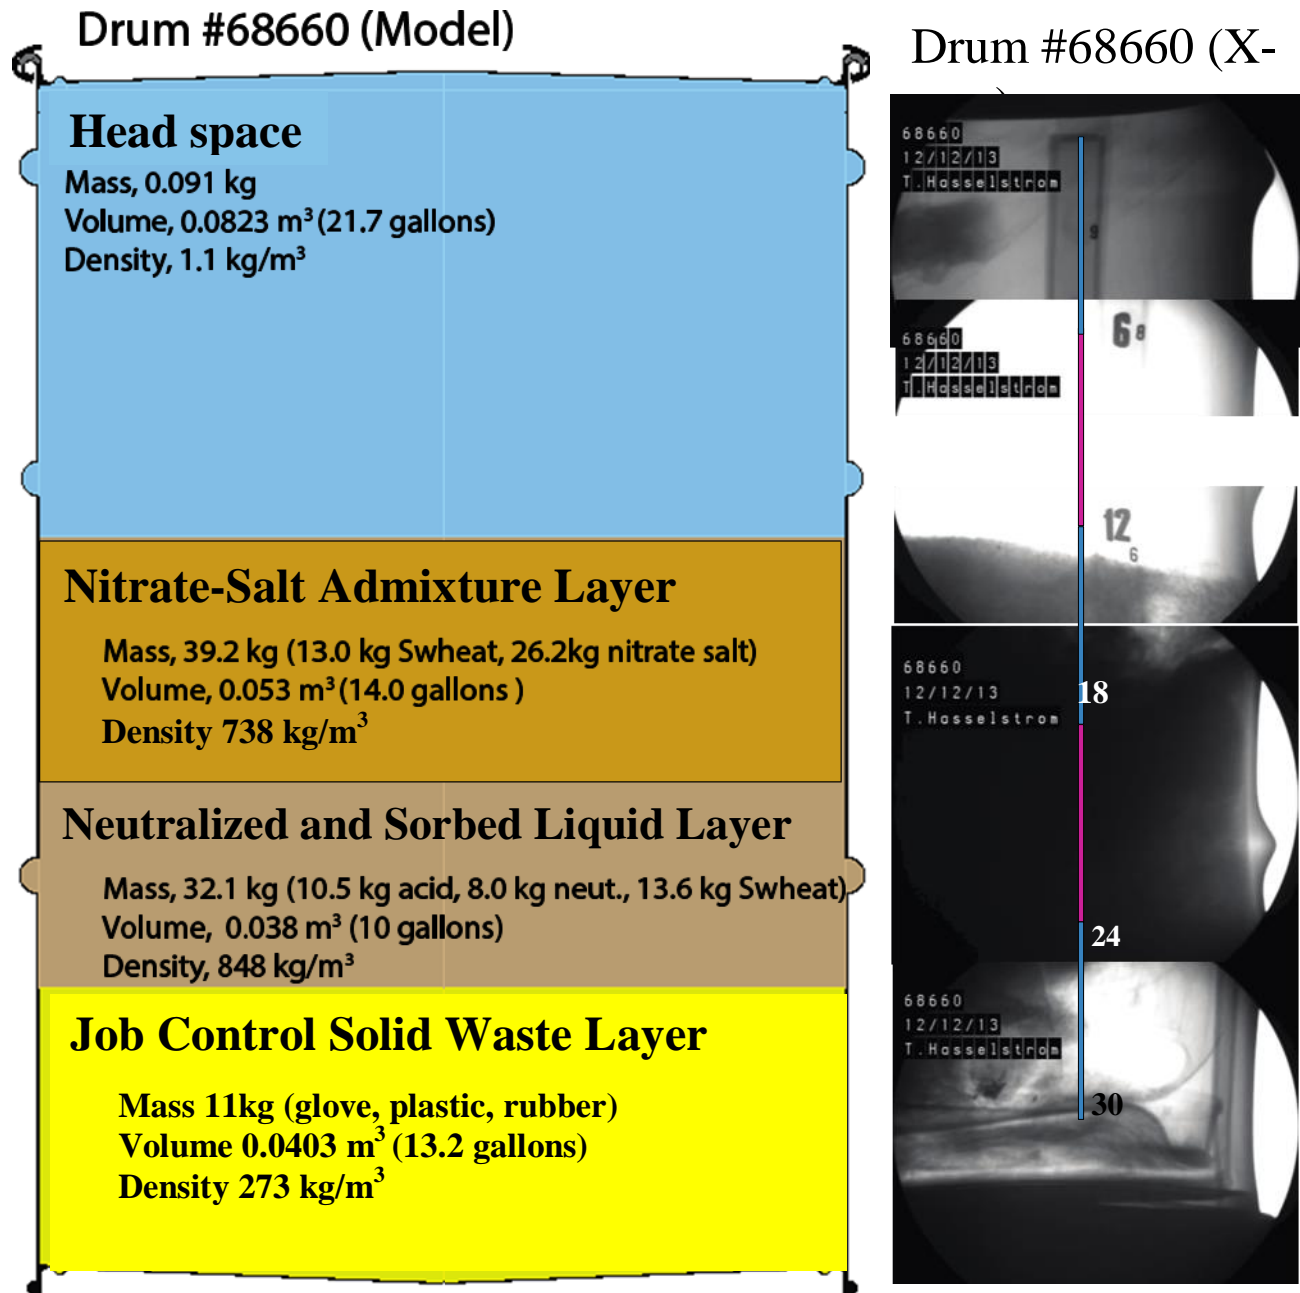 Drum #68660 (Model)
Head space
Mass, 0.091 kg
Volume, 0.0823 m³ (21.7 gallons)
Density, 1.1 kg/m³
Nitrate-Salt Admixture Layer
Mass, 39.2 kg (13.0 kg Swheat, 26.2kg nitrate salt)
Volume, 0.053 m³ (14.0 gallons )
Density 738 kg/m³
Neutralized and Sorbed Liquid Layer
Mass, 32.1 kg (10.5 kg acid, 8.0 kg neut., 13.6 kg Swheat)
Volume, 0.038 m³ (10 gallons)
Density, 848 kg/m³
Job Control Solid Waste Layer
Mass 11kg (glove, plastic, rubber)
Volume 0.0403 m³ (13.2 gallons)
Density 273 kg/m³
Drum #68660 (X-
68660
12/12/13
T.Hasselstrom
9
6 8
68660
12/12/13
T.Hasselstrom
12
6
68660
12/12/13
T.Hasselstrom
18
24
68660
12/12/13
T.Hasselstrom
30